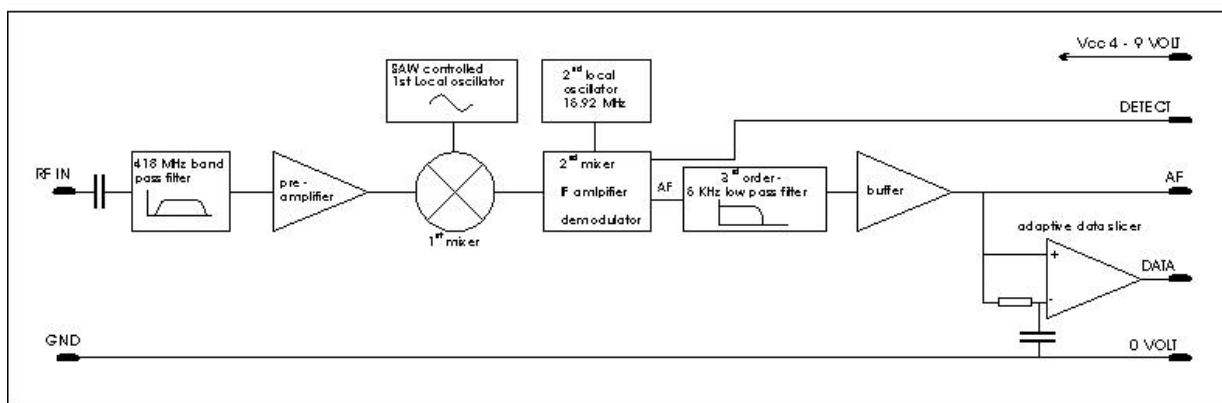 Vcc 4 - 9 VOLT
SAW controlled
1st Local oscillator
2nd local
oscillator
16.92 MHz
DETECT
RF IN
418 MHz band
pass filter
pre-
amplifier
1st mixer
2nd mixer
IF amlpifier
demodulator
AF
3rd order-
8 KHz low pass filter
buffer
AF
adaptive data slicer
+
-
DATA
GND
0 VOLT